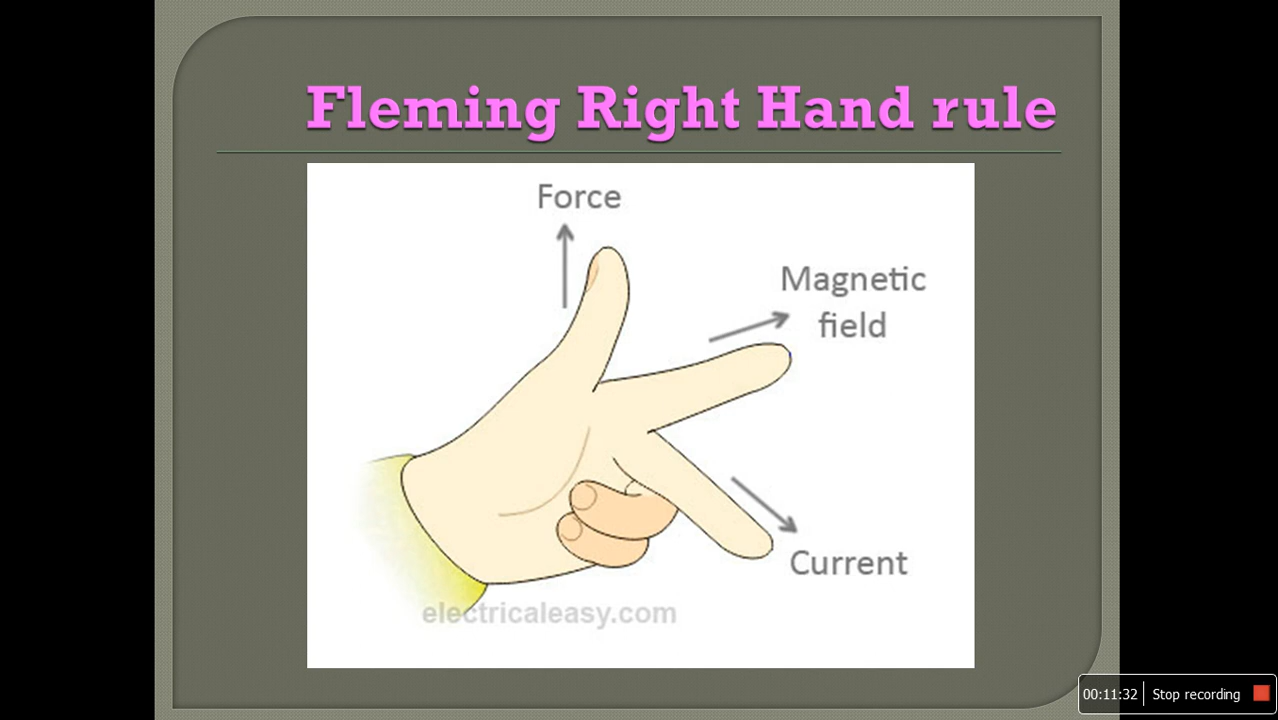 Fleming Right Hand rule
Force
Magnetic
field
Current
electricaleasy.com
00:11:32 Stop recording